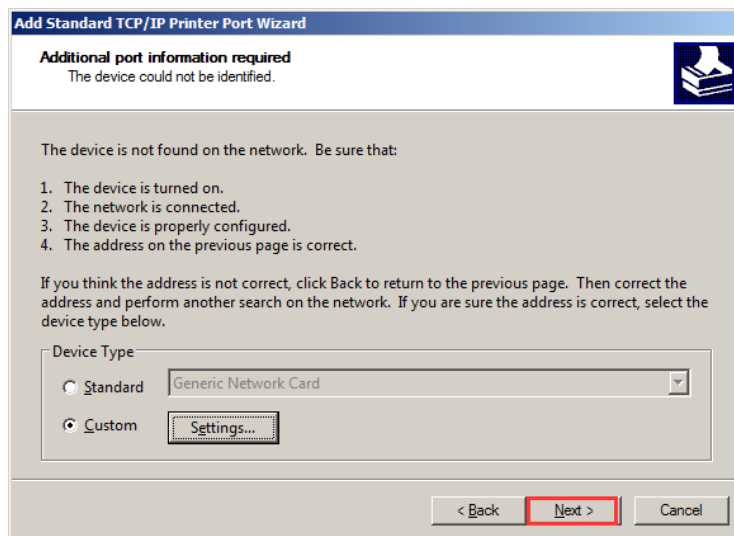 Add Standard TCP/IP Printer Port Wizard
Additional port information required
The device could not be identified.
The device is not found on the network.  Be sure that:
1.  The device is turned on.
2.  The network is connected.
3.  The device is properly configured.
4.  The address on the previous page is correct.
If you think the address is not correct, click Back to return to the previous page.  Then correct the
address and perform another search on the network.  If you are sure the address is correct, select the
device type below.
Device Type
Standard
Generic Network Card
Custom
Settings...
< Back
Next >
Cancel